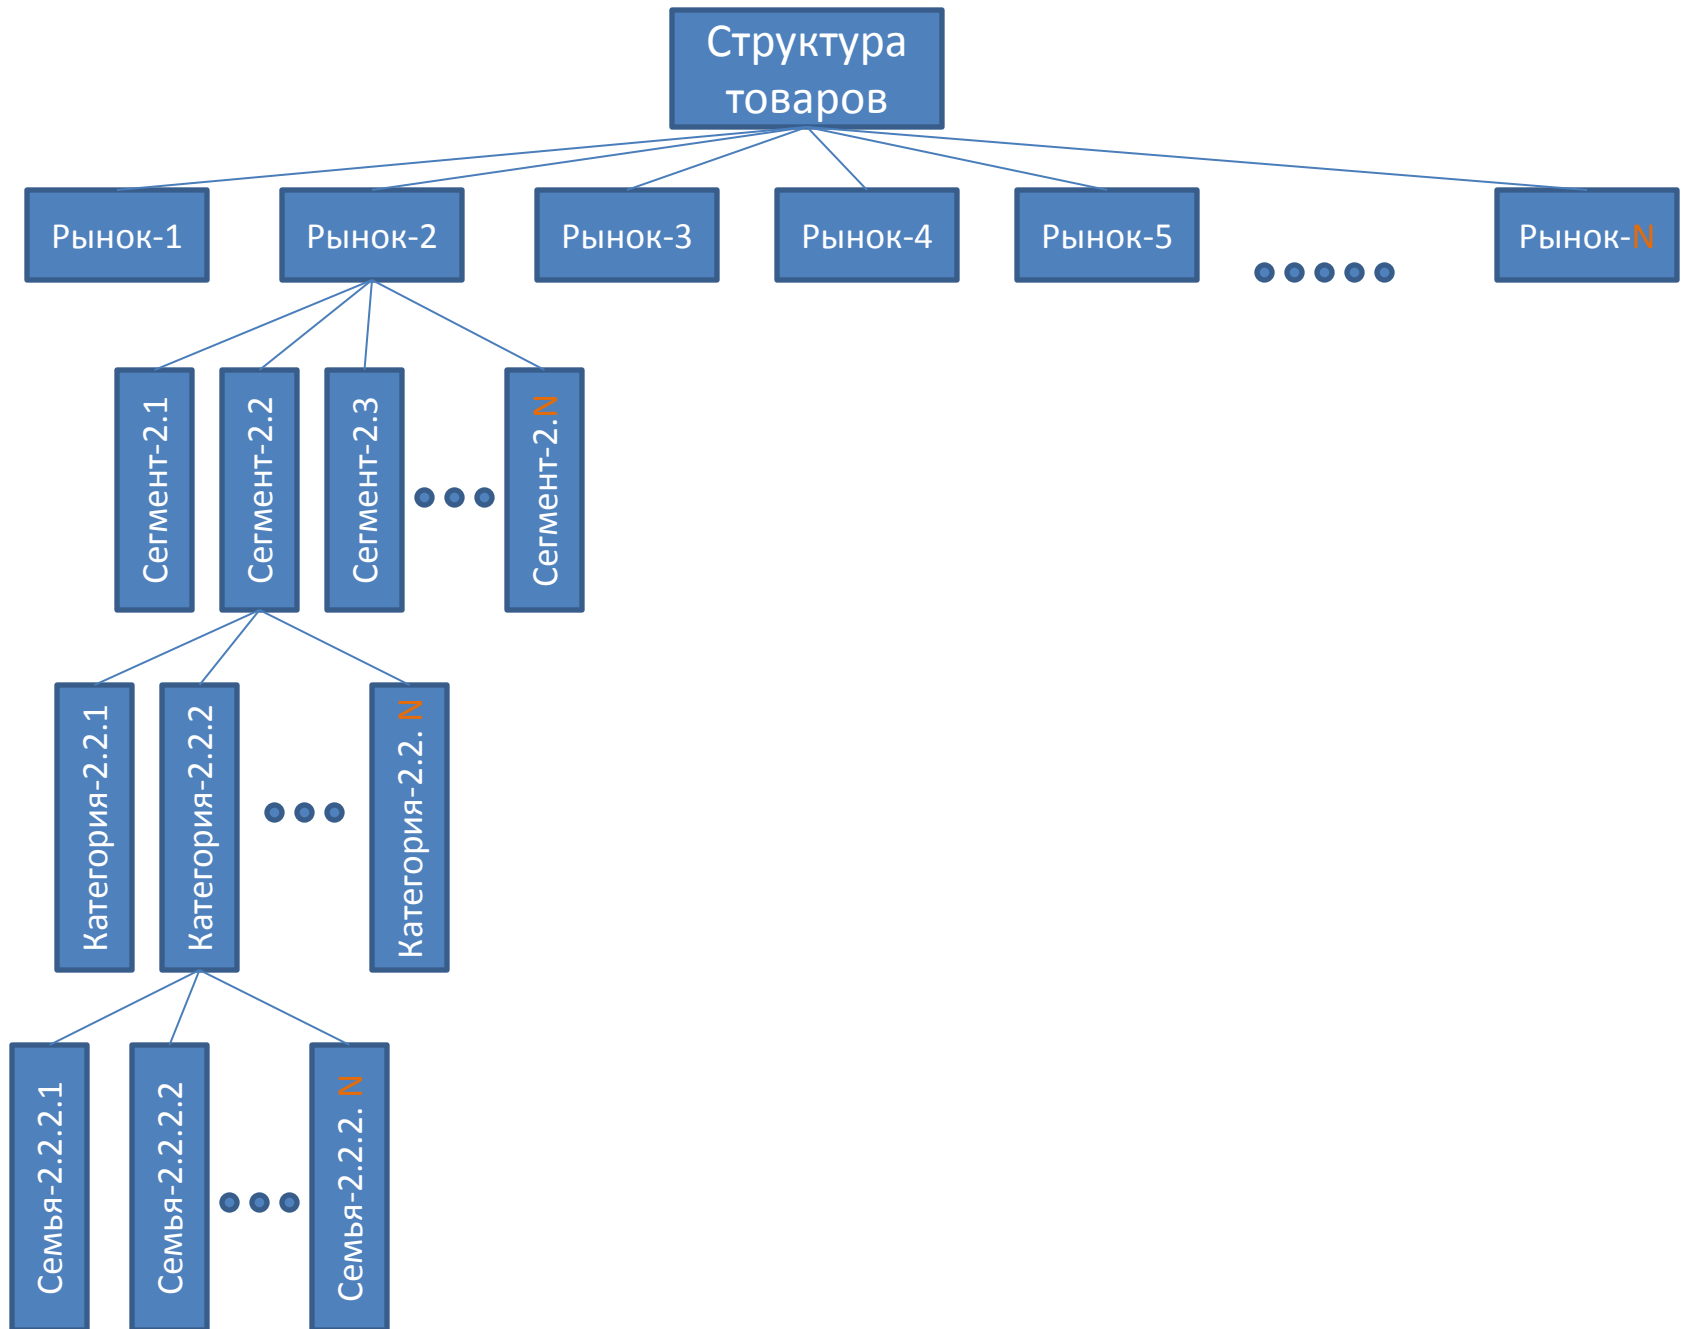 Структура
товаров
Рынок-1
Рынок-2
Рынок-3
Рынок-4
Рынок-5
Рынок-N
Сегмент-2.1
Сегмент-2.2
Сегмент-2.3
Сегмент-2.N
Категория-2.2.1
Категория-2.2.2
Категория-2.2. N
Семья-2.2.2.1
Семья-2.2.2.2
Семья-2.2.2. N